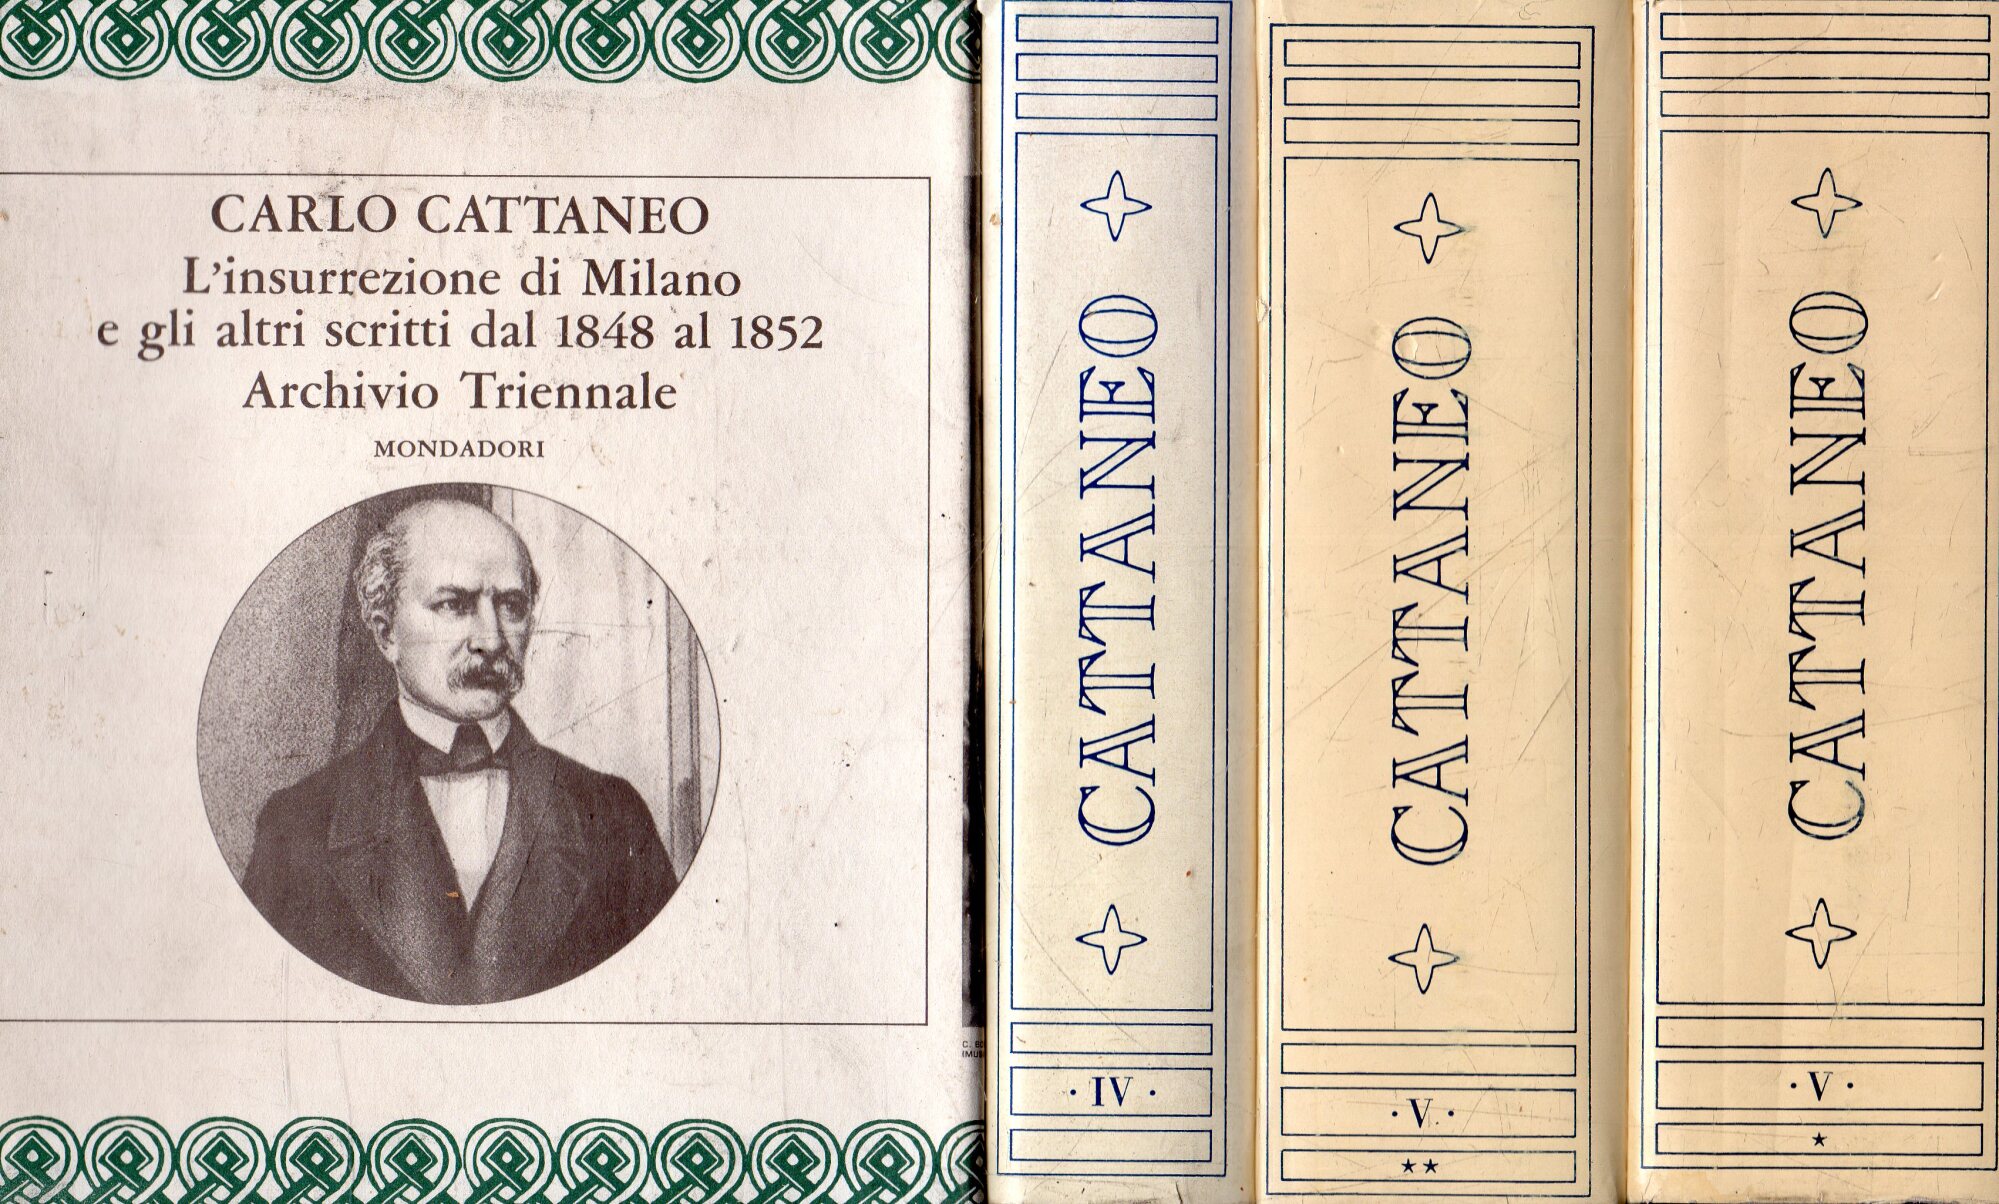 CARLO CATTANEO
L'insurrezione di Milano
e gli altri scritti dal 1848 al 1852
Archivio Triennale
MONDADORI
CATTANEO
· IV ·
CATTANEO
· V ·
★★
CATTANEO
· V ·
★